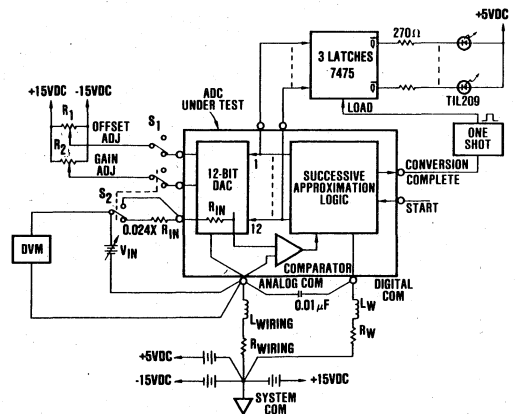 +5VDC
270Ω
3 LATCHES
7475
Q̅
Q̅
TIL209
LOAD
ONE
SHOT
+15VDC
-15VDC
ADC
UNDER TEST
R1
OFFSET
ADJ
S1
R2
GAIN
ADJ
12-BIT
DAC
1
SUCCESSIVE
APPROXIMATION
LOGIC
CONVERSION
COMPLETE
START
S2
RIN
12
0.024X RIN
DVM
VIN
COMPARATOR
ANALOG COM
DIGITAL
COM
0.01μF
LWIRING
LW
RWIRING
RW
+5VDC
-15VDC
+15VDC
SYSTEM
COM